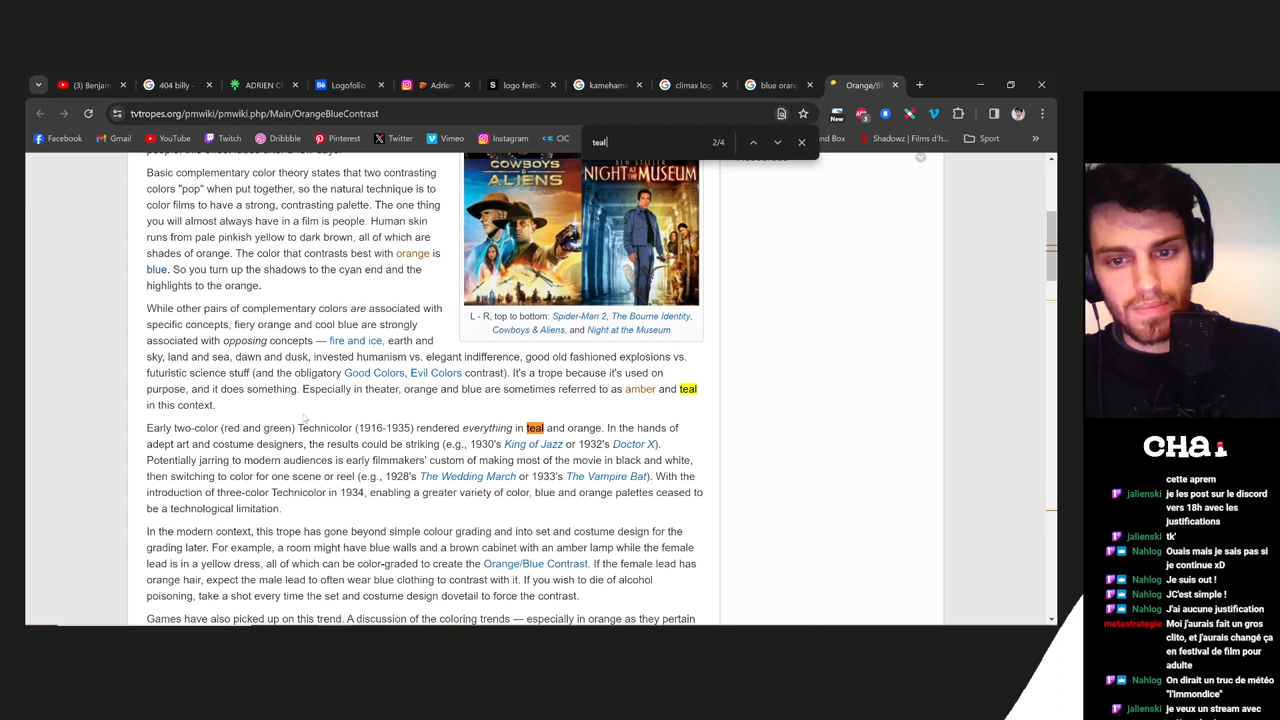 (3) Benjam
404 billy -
ADRIEN C
Logofolio
Adrien
logo festiv
kameham
climax log
blue orang
Orange/Bl
tvtropes.org/pmwiki/pmwiki.php/Main/OrangeBlueContrast
New
3
Facebook
Gmail
YouTube
Twitch
Dribbble
Pinterest
Twitter
Vimeo
Instagram
CIC
nd Box
Shadowz | Films d'h...
Sport
»
teal
2/4
Basic complementary color theory states that two contrasting
colors "pop" when put together, so the natural technique is to
color films to have a strong, contrasting palette. The one thing
you will almost always have in a film is people. Human skin
runs from pale pinkish yellow to dark brown, all of which are
shades of orange. The color that contrasts best with orange is
blue. So you turn up the shadows to the cyan end and the
highlights to the orange.
COWBOYS
& ALIENS
BEN STILLER
NIGHT AT THE MUSEUM
L - R, top to bottom: Spider-Man 2, The Bourne Identity,
Cowboys & Aliens, and Night at the Museum
While other pairs of complementary colors are associated with
specific concepts, fiery orange and cool blue are strongly
associated with opposing concepts — fire and ice, earth and
sky, land and sea, dawn and dusk, invested humanism vs. elegant indifference, good old fashioned explosions vs.
futuristic science stuff (and the obligatory Good Colors, Evil Colors contrast). It's a trope because it's used on
purpose, and it does something. Especially in theater, orange and blue are sometimes referred to as amber and teal
in this context.
Early two-color (red and green) Technicolor (1916-1935) rendered everything in teal and orange. In the hands of
adept art and costume designers, the results could be striking (e.g., 1930's King of Jazz or 1932's Doctor X).
Potentially jarring to modern audiences is early filmmakers' custom of making most of the movie in black and white,
then switching to color for one scene or reel (e.g., 1928's The Wedding March or 1933's The Vampire Bat). With the
introduction of three-color Technicolor in 1934, enabling a greater variety of color, blue and orange palettes ceased to
be a technological limitation.
In the modern context, this trope has gone beyond simple colour grading and into set and costume design for the
grading later. For example, a room might have blue walls and a brown cabinet with an amber lamp while the female
lead is in a yellow dress, all of which can be color-graded to create the Orange/Blue Contrast. If the female lead has
orange hair, expect the male lead to often wear blue clothing to contrast with it. If you wish to die of alcohol
poisoning, take a shot every time the set and costume design dovetail to force the contrast.
Games have also picked up on this trend. A discussion of the coloring trends — especially in orange as they pertain
CHAT
cette aprem
jalienski je les post sur le discord
vers 18h avec les
justifications
jalienski tk'
Nahlog Ouais mais je sais pas si
je continue xD
Nahlog Je suis out !
Nahlog JC'est simple !
Nahlog J'ai aucune justification
metastrategie Moi j'aurais fait un gros
clito, et j'aurais changé ça
en festival de film pour
adulte
Nahlog On dirait un truc de météo
"l'Immondice"
jalienski je veux un stream avec